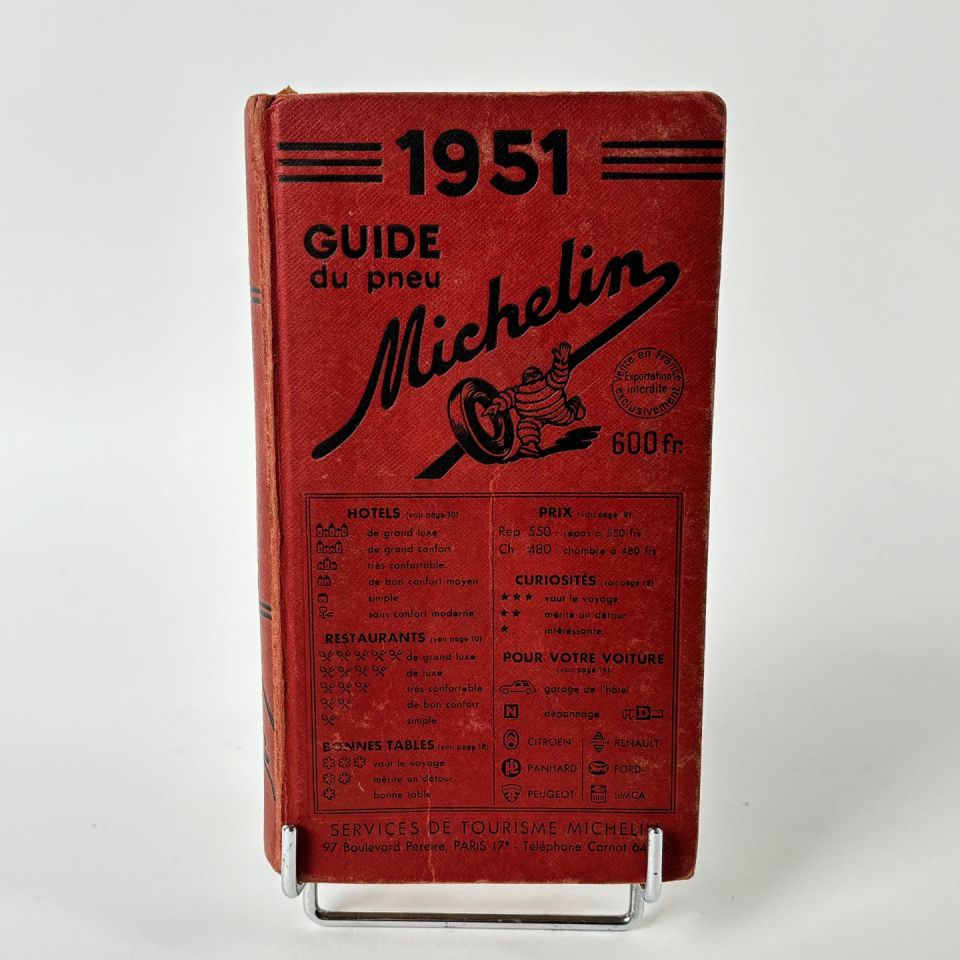 1951
GUIDE
du pneu
Michelin
Vente en France
Exportation
interdite
exclusivement
600 fr.
HOTELS (voir page 10)
de grand luxe
de grand confort
très confortable
de bon confort moyen
simple
sans confort moderne
RESTAURANTS (voir page 10)
de grand luxe
de luxe
très confortable
de bon confort
simple
BONNES TABLES (voir page 18)
vaut le voyage
mérite un détour
bonne table
PRIX (voir page 9)
Rep 550 : repas à 550 frs
Ch 480 chambre à 480 frs
CURIOSITÉS (voir page
vaut le voyage
mérite un détour
intéressante
POUR VOTRE VOITURE
(voir page 14)
garage de l'hôtel
N dépannage D
CITROËN RENAULT
PANHARD FORD
PEUGEOT SIMCA
SERVICES DE TOURISME MICHELIN
97 Boulevard Pereire, PARIS 17e - Téléphone Carnot